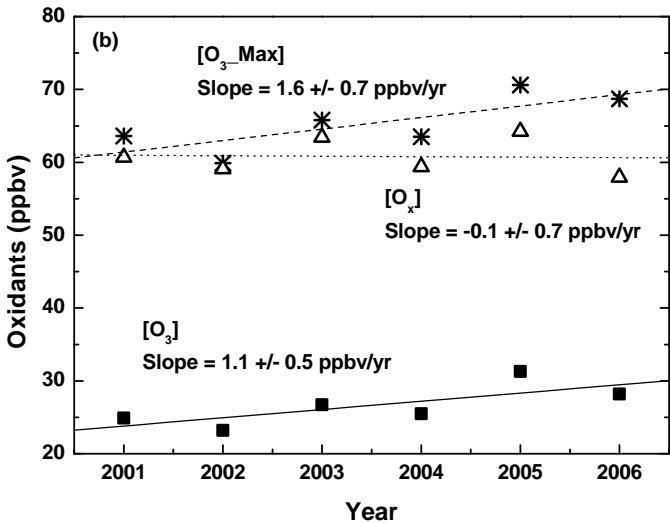 80
70
60
50
40
30
20
Oxidants (ppbv)
(b)
[O₃_Max]
Slope = 1.6 +/- 0.7 ppbv/yr
[Oₓ]
Slope = -0.1 +/- 0.7 ppbv/yr
[O₃]
Slope = 1.1 +/- 0.5 ppbv/yr
2001 2002 2003 2004 2005 2006
Year